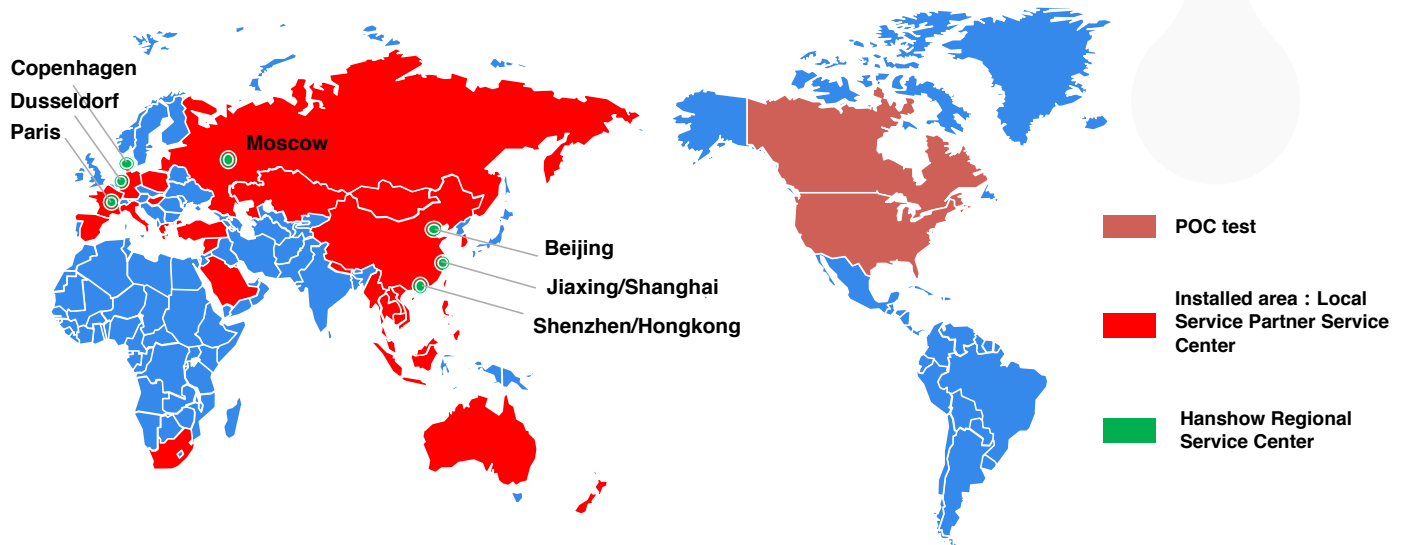 Copenhagen
Dusseldorf
Paris
Moscow
Beijing
Jiaxing/Shanghai
Shenzhen/Hongkong
POC test
Installed area : Local
Service Partner Service
Center
Hanshow Regional
Service Center